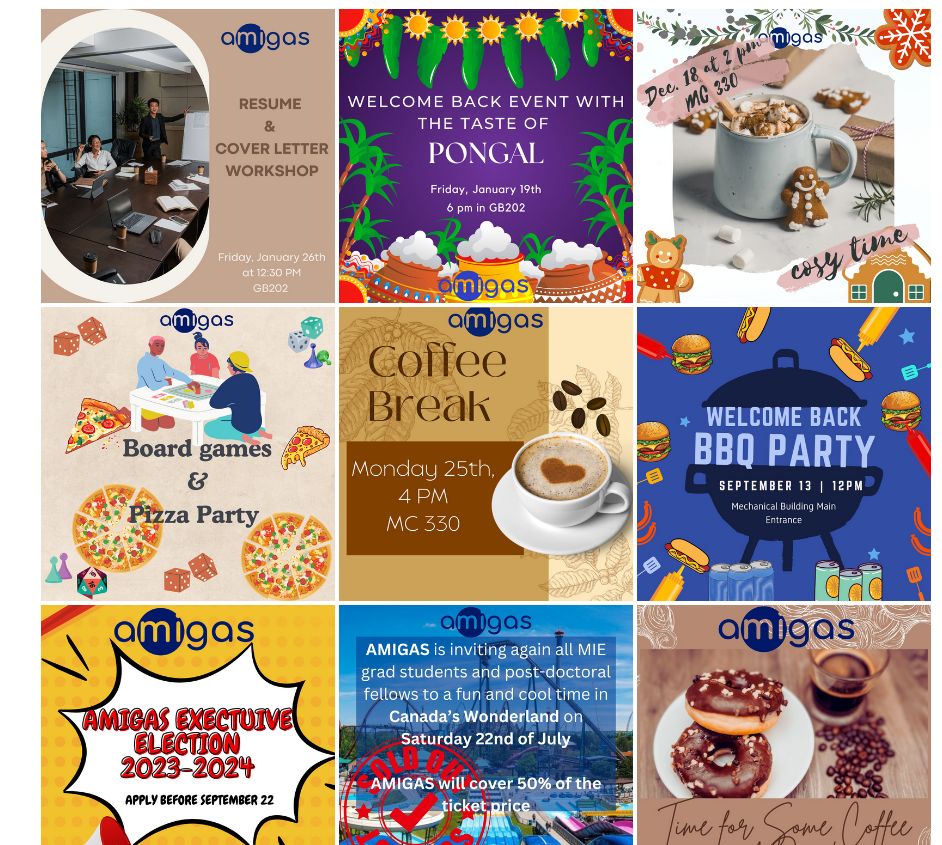 amigas
RESUME
&
COVER LETTER
WORKSHOP
Friday, January 26th
at 12:30 PM
GB202
WELCOME BACK EVENT WITH
THE TASTE OF
PONGAL
Friday, January 19th
6 pm in GB202
amigas
amigas
Dec. 18 at 2 pm
MC 330
cosy time
amigas
Board games
&
Pizza Party
amigas
Coffee
Break
Monday 25th,
4 PM
MC 330
WELCOME BACK
BBQ PARTY
SEPTEMBER 13 | 12PM
Mechanical Building Main
Entrance
amigas
AMIGAS EXECTUIVE
ELECTION
2023-2024
APPLY BEFORE SEPTEMBER 22
amigas
AMIGAS is inviting again all MIE
grad students and post-doctoral
fellows to a fun and cool time in
Canada's Wonderland on
Saturday 22nd of July
SOLD OUT
AMIGAS will cover 50% of the
ticket price
amigas
Time for Some Coffee